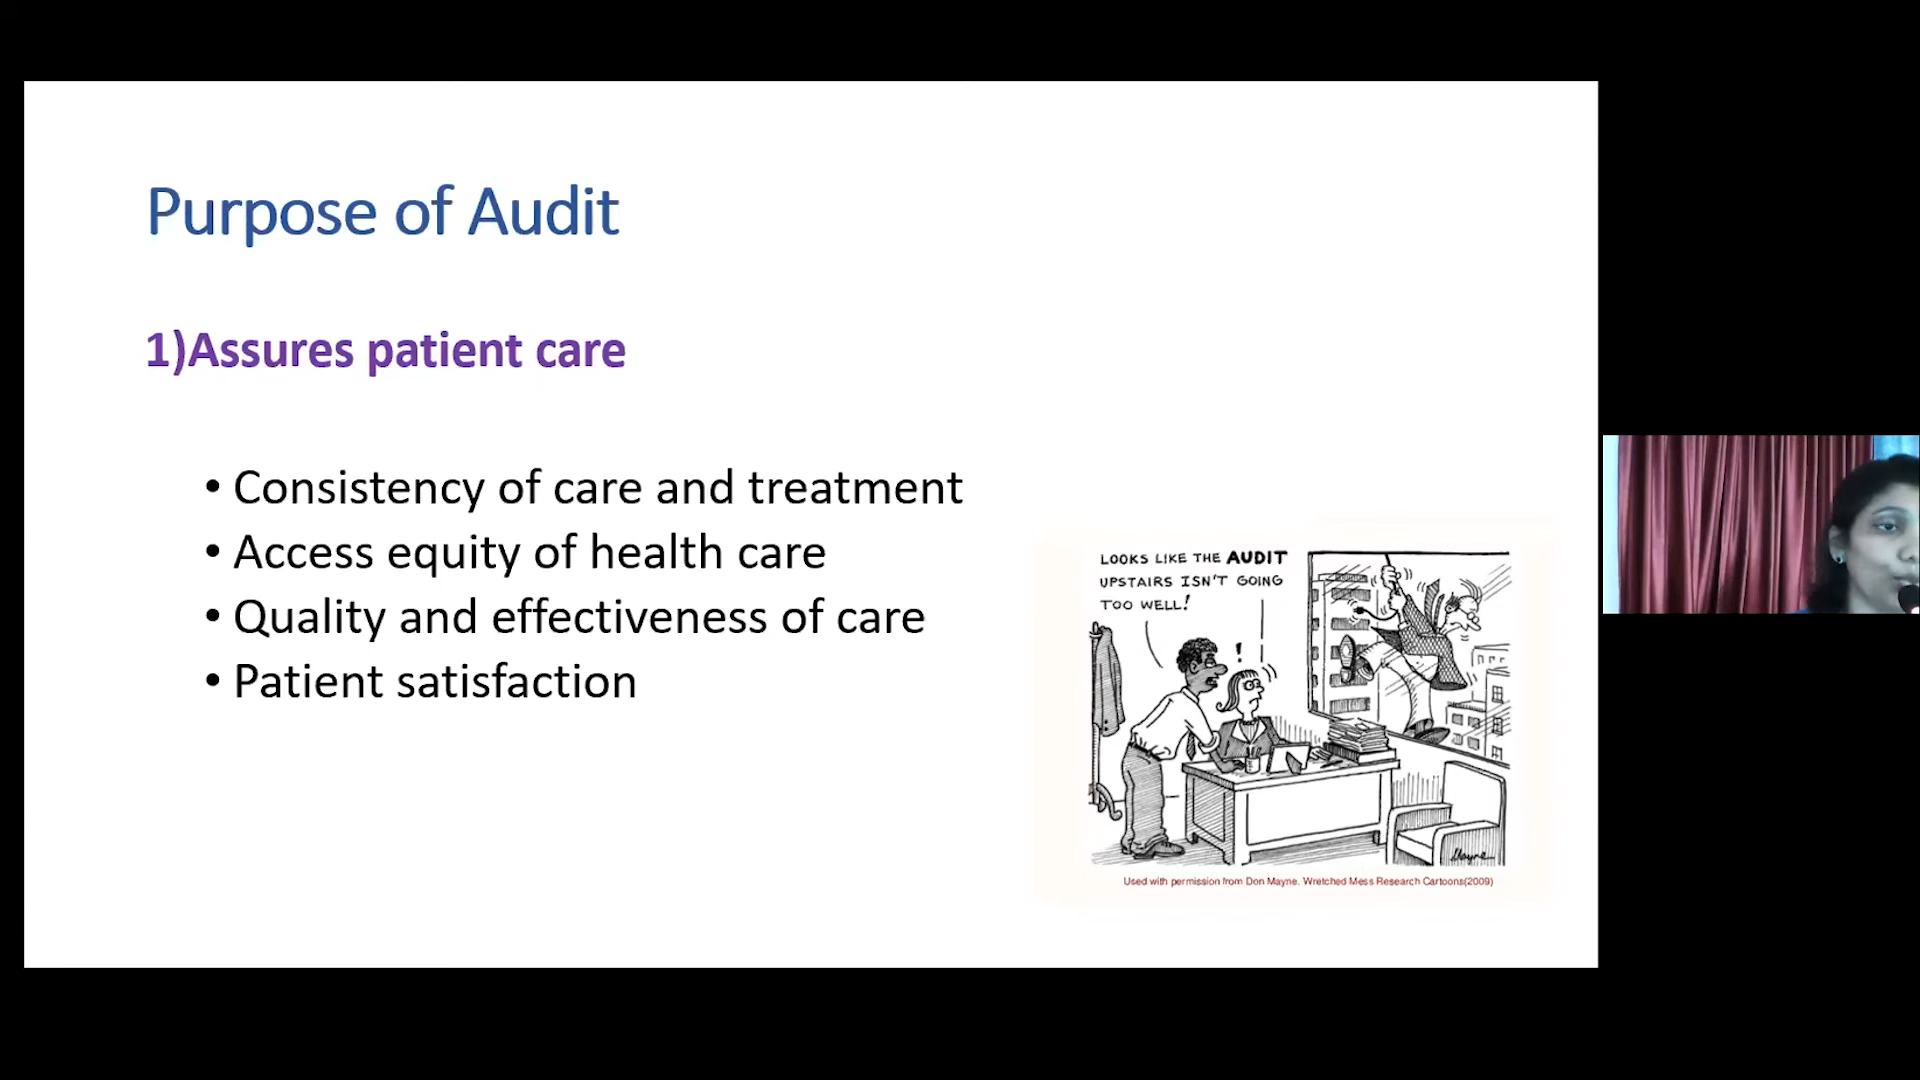 Purpose of Audit
1)Assures patient care
• Consistency of care and treatment
• Access equity of health care
• Quality and effectiveness of care
• Patient satisfaction
LOOKS LIKE THE AUDIT
UPSTAIRS ISN'T GOING
TOO WELL!
!
Mayne
Used with permission from Don Mayne. Wretched Mess Research Cartoons(2009)